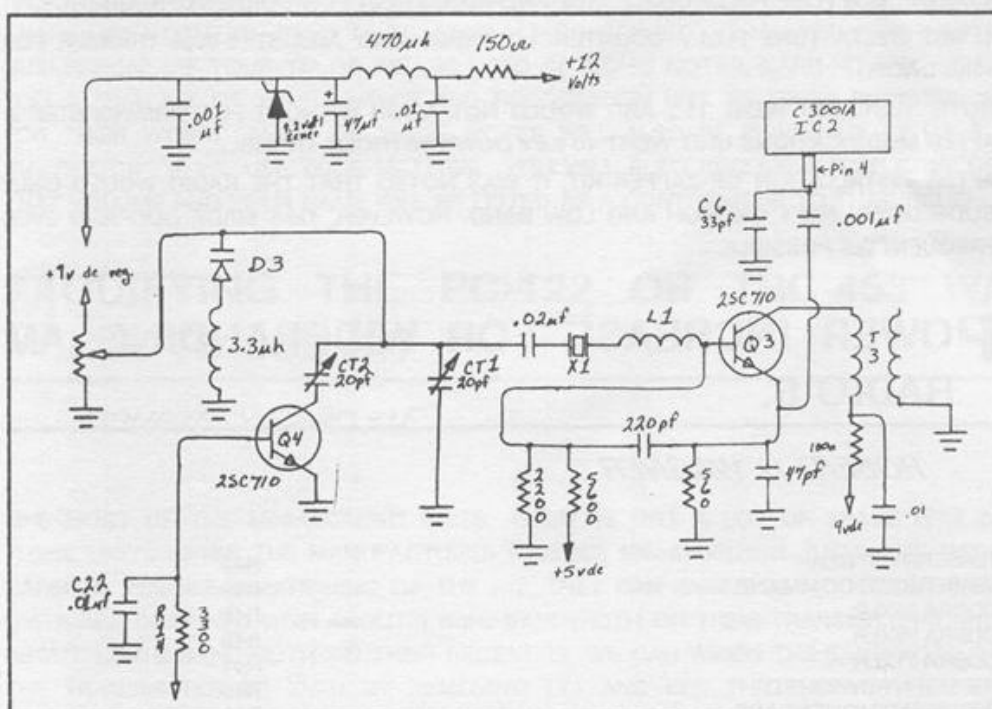 470µh
150Ω
+12
Volts
.001
µf
9.1 volt
zener
47µf
.01
µf
C3001A
IC2
←Pin 4
C6
33pf
.001µf
+9v dc reg
D3
3.3µh
CT2
20pf
CT1
20pf
.02µf
X1
L1
2SC710
Q3
3
Q4
2SC710
220pf
47pf
2200
5600
560
+5vdc
100Ω
9vdc
.01
C22
.01µf
R24
3300